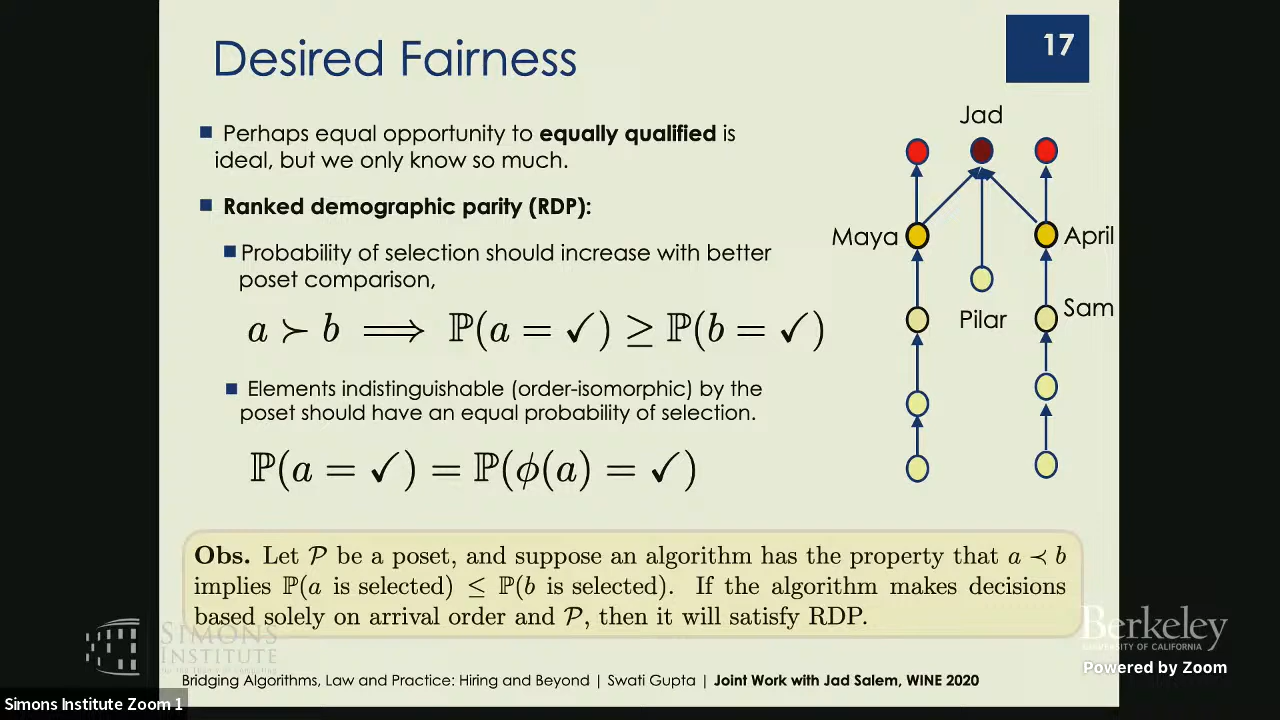 Desired Fairness
17
Perhaps equal opportunity to equally qualified is
ideal, but we only know so much.
Ranked demographic parity (RDP):
Probability of selection should increase with better
poset comparison,
a ≻ b ⟹ ℙ(a = ✓) ≥ ℙ(b = ✓)
Elements indistinguishable (order-isomorphic) by the
poset should have an equal probability of selection.
ℙ(a = ✓) = ℙ(ϕ(a) = ✓)
Jad
Maya
April
Pilar
Sam
Obs. Let 𝒫 be a poset, and suppose an algorithm has the property that a ≺ b
implies ℙ(a is selected) ≤ ℙ(b is selected). If the algorithm makes decisions
based solely on arrival order and 𝒫, then it will satisfy RDP.
SIMONS
INSTITUTE
Berkeley
UNIVERSITY OF CALIFORNIA
Powered by Zoom
Bridging Algorithms, Law and Practice: Hiring and Beyond | Swati Gupta | Joint Work with Jad Salem, WINE 2020
Simons Institute Zoom 1